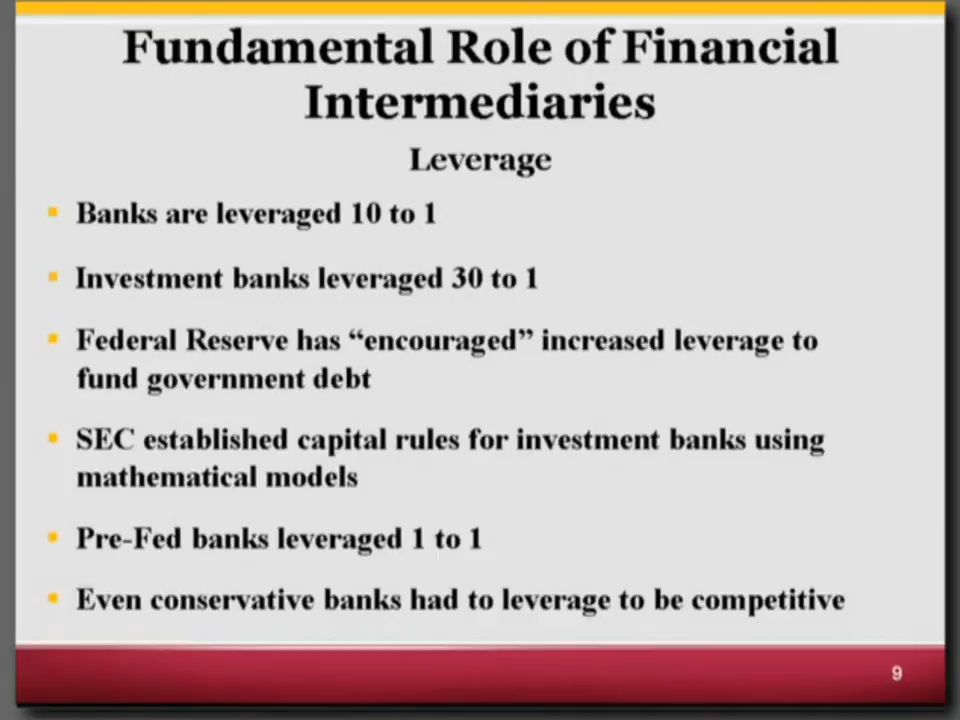 Fundamental Role of Financial
Intermediaries
Leverage
Banks are leveraged 10 to 1
Investment banks leveraged 30 to 1
Federal Reserve has “encouraged” increased leverage to
fund government debt
SEC established capital rules for investment banks using
mathematical models
Pre-Fed banks leveraged 1 to 1
Even conservative banks had to leverage to be competitive
9